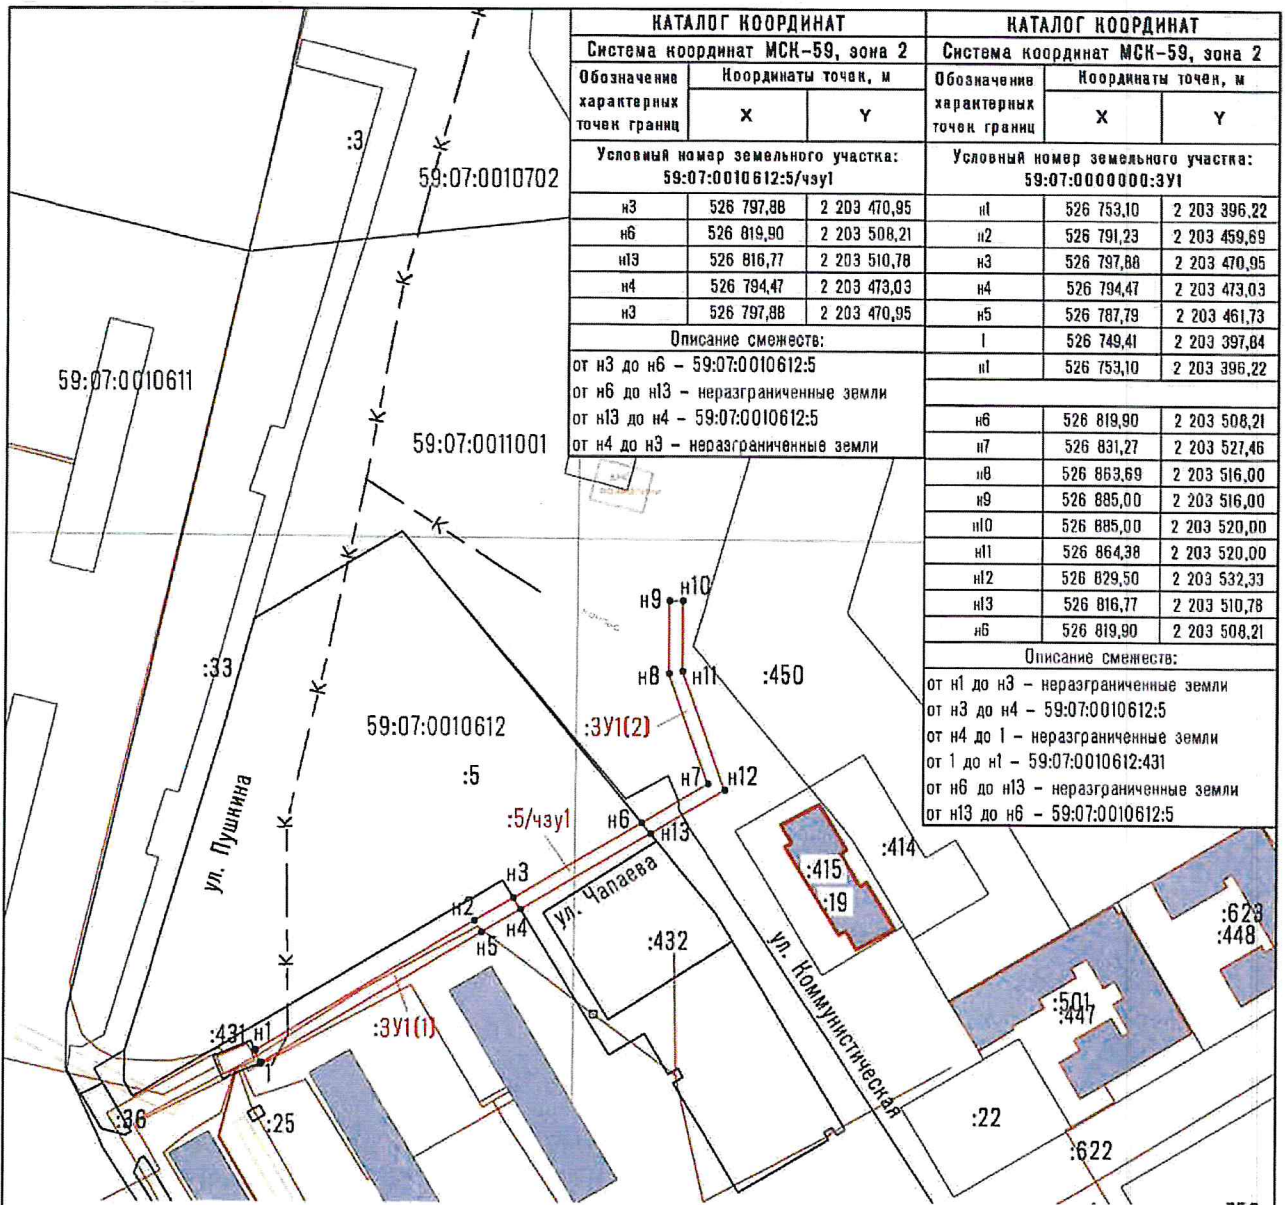 КАТАЛОГ КООРДИНАТ
Система координат МСК-59, зона 2
Обозначение характерных точек границ
Координаты точек, м
X Y
Условный номер земельного участка:
59:07:0010612:5/чзу1
н3 526 797,88 2 203 470,95
н6 526 819,90 2 203 508,21
н13 526 816,77 2 203 510,78
н4 526 794,47 2 203 473,03
н3 526 797,88 2 203 470,95
Описание смежеств:
от н3 до н6 – 59:07:0010612:5
от н6 до н13 – неразграниченные земли
от н13 до н4 – 59:07:0010612:5
от н4 до н3 – неразграниченные земли
КАТАЛОГ КООРДИНАТ
Система координат МСК-59, зона 2
Обозначение характерных точек границ
Координаты точек, м
X Y
Условный номер земельного участка:
59:07:0000000:ЗУ1
н1 526 753,10 2 203 396,22
н2 526 791,23 2 203 459,69
н3 526 797,88 2 203 470,95
н4 526 794,47 2 203 473,03
н5 526 787,79 2 203 461,73
1 526 749,41 2 203 397,84
н1 526 753,10 2 203 396,22
н6 526 819,90 2 203 508,21
н7 526 831,27 2 203 527,46
н8 526 863,69 2 203 516,00
н9 526 885,00 2 203 516,00
н10 526 885,00 2 203 520,00
н11 526 864,38 2 203 520,00
н12 526 829,50 2 203 532,33
н13 526 816,77 2 203 510,78
н6 526 819,90 2 203 508,21
Описание смежеств:
от н1 до н3 – неразграниченные земли
от н3 до н4 – 59:07:0010612:5
от н4 до 1 – неразграниченные земли
от 1 до н1 – 59:07:0010612:431
от н6 до н13 – неразграниченные земли
от н13 до н6 – 59:07:0010612:5
К
:3
К
59:07:0010702
К
59:07:0010611
К
59:07:0011001
К
К
н9
н10
:33
К
н8
н11
:450
59:07:0010612
:ЗУ1(2)
:5
н7
н12
ул. Пушкина
К
:5/чзу1
н6
н13
:414
:415
:19
н3
ул. Чапаева
н2
н4
н5
:432
К
ул. Коммунистическая
:623
:448
:501
:447
:431
н1
:ЗУ1(1)
1
:36
:25
:22
:622